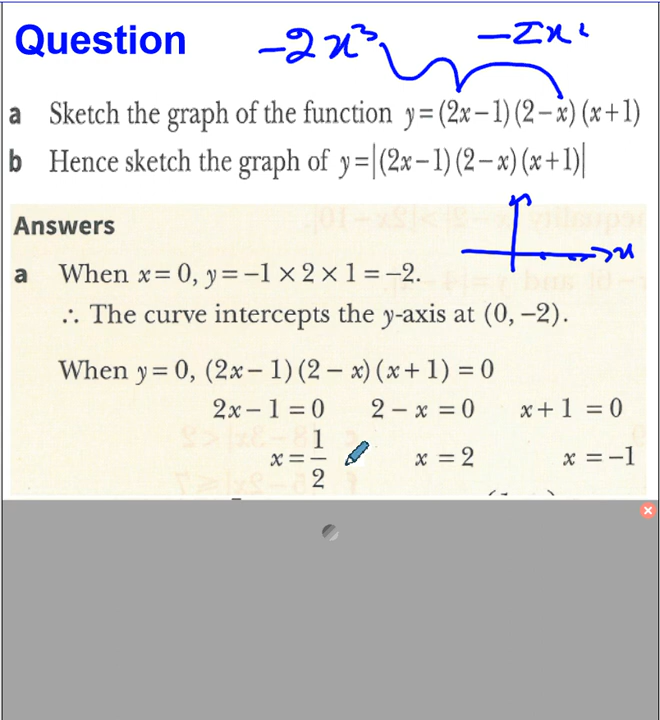 Question -2x³ -2x
a Sketch the graph of the function y=(2x-1)(2-x)(x+1)
b Hence sketch the graph of y=|(2x-1)(2-x)(x+1)|
Answers
x
a When x=0, y=-1×2×1=-2.
∴ The curve intercepts the y-axis at (0, -2).
When y=0, (2x-1)(2-x)(x+1)=0
2x-1=0 2-x=0 x+1=0
x=1/2 x=2 x=-1